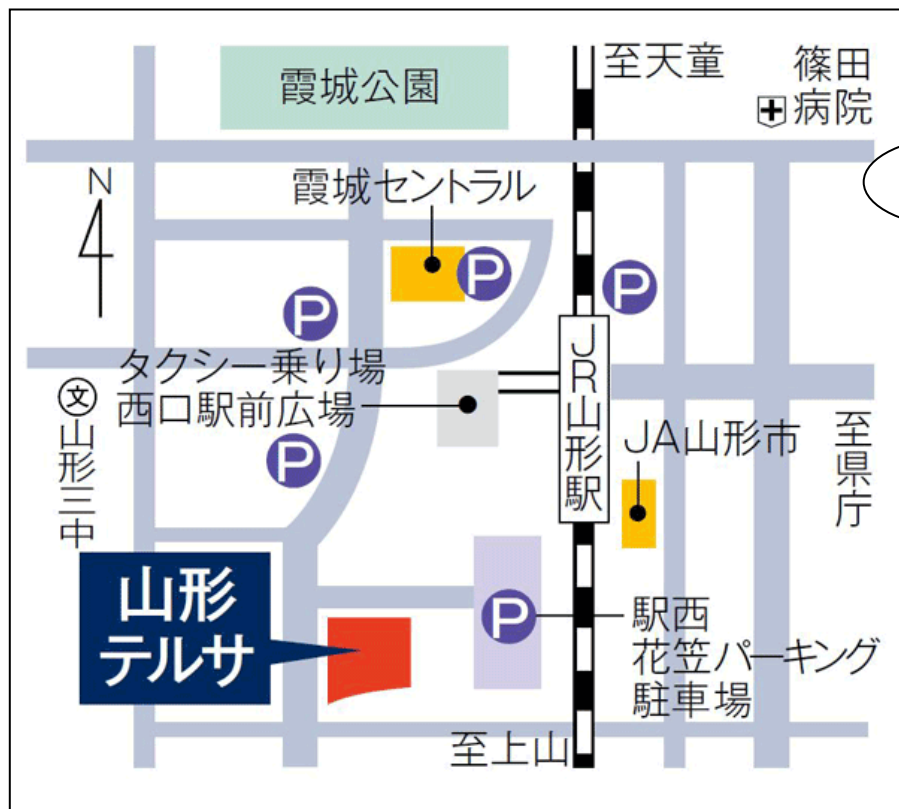 霞城公園
至天童
篠田
病院
N
霞城セントラル
P
P
P
タクシー乗り場
西口駅前広場
JR山形駅
文
山形三中
P
JA山形市
至県庁
山形
テルサ
P
駅西
花笠パーキング
駐車場
至上山